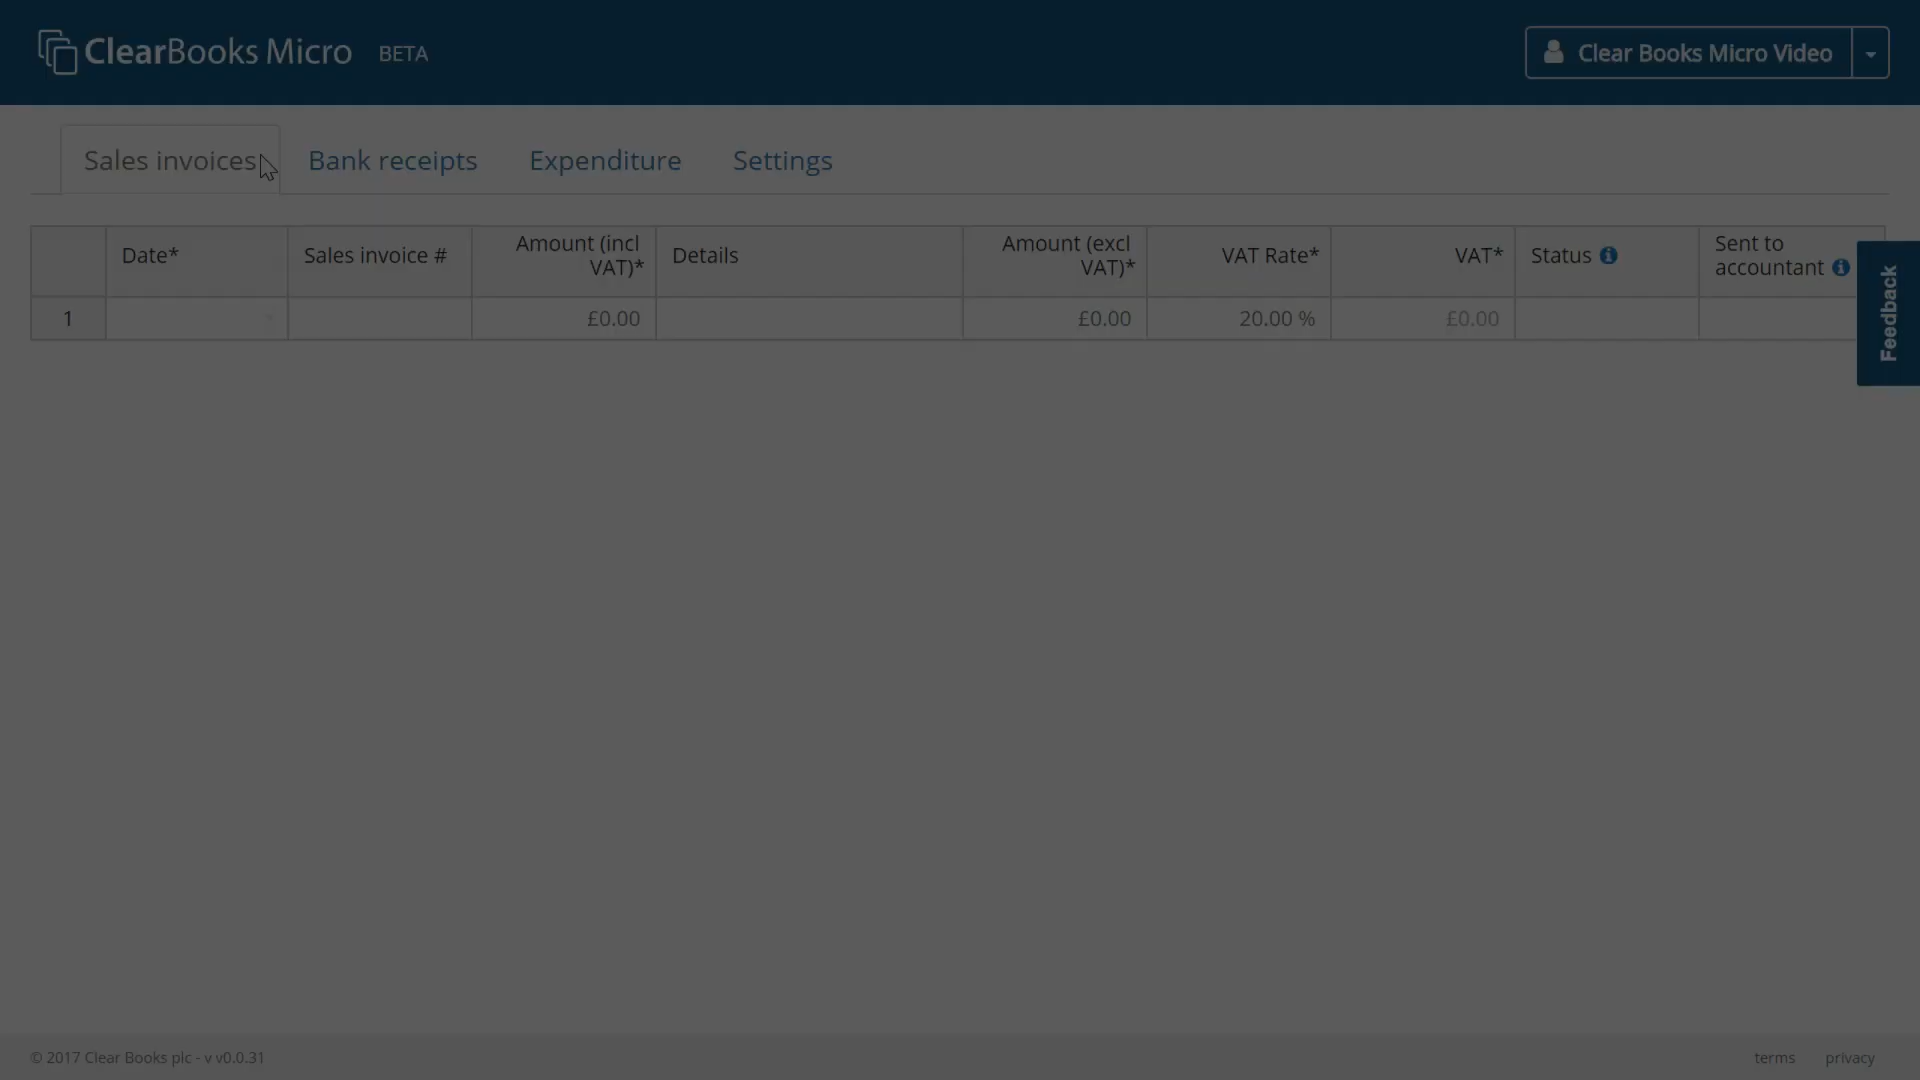 ClearBooks Micro BETA
Clear Books Micro Video
Sales invoices Bank receipts Expenditure Settings
Date* Sales invoice # Amount (incl VAT)* Details Amount (excl VAT)* VAT Rate* VAT* Status Sent to accountant
1 £0.00 £0.00 20.00 % £0.00
Feedback
© 2017 Clear Books plc - v v0.0.31
terms privacy